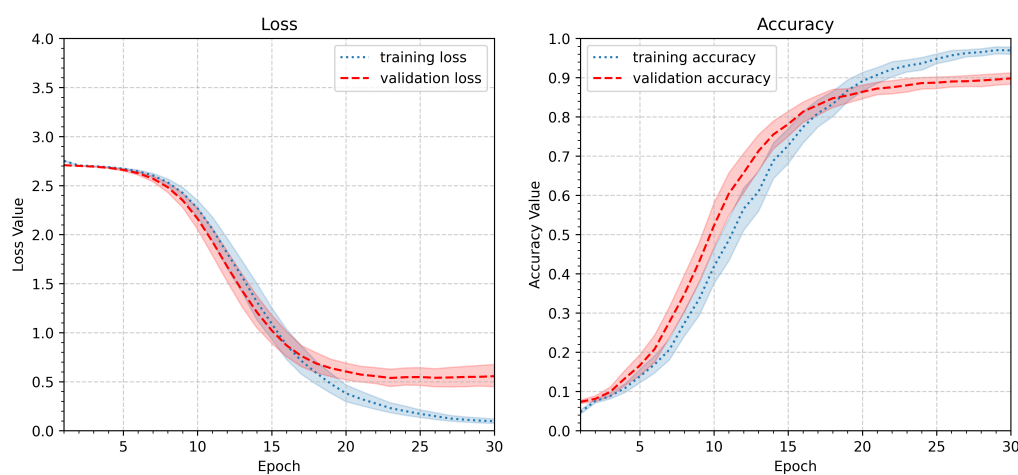 Loss
4.0
3.5
3.0
2.5
2.0
1.5
1.0
0.5
0.0
Loss Value
training loss
validation loss
5 10 15 20 25 30
Epoch
Accuracy
1.0
0.9
0.8
0.7
0.6
0.5
0.4
0.3
0.2
0.1
0.0
Accuracy Value
training accuracy
validation accuracy
5 10 15 20 25 30
Epoch